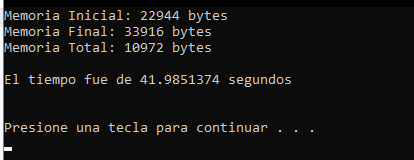 Memoria Inicial: 22944 bytes
Memoria Final: 33916 bytes
Memoria Total: 10972 bytes
El tiempo fue de 41.9851374 segundos
Presione una tecla para continuar . . .